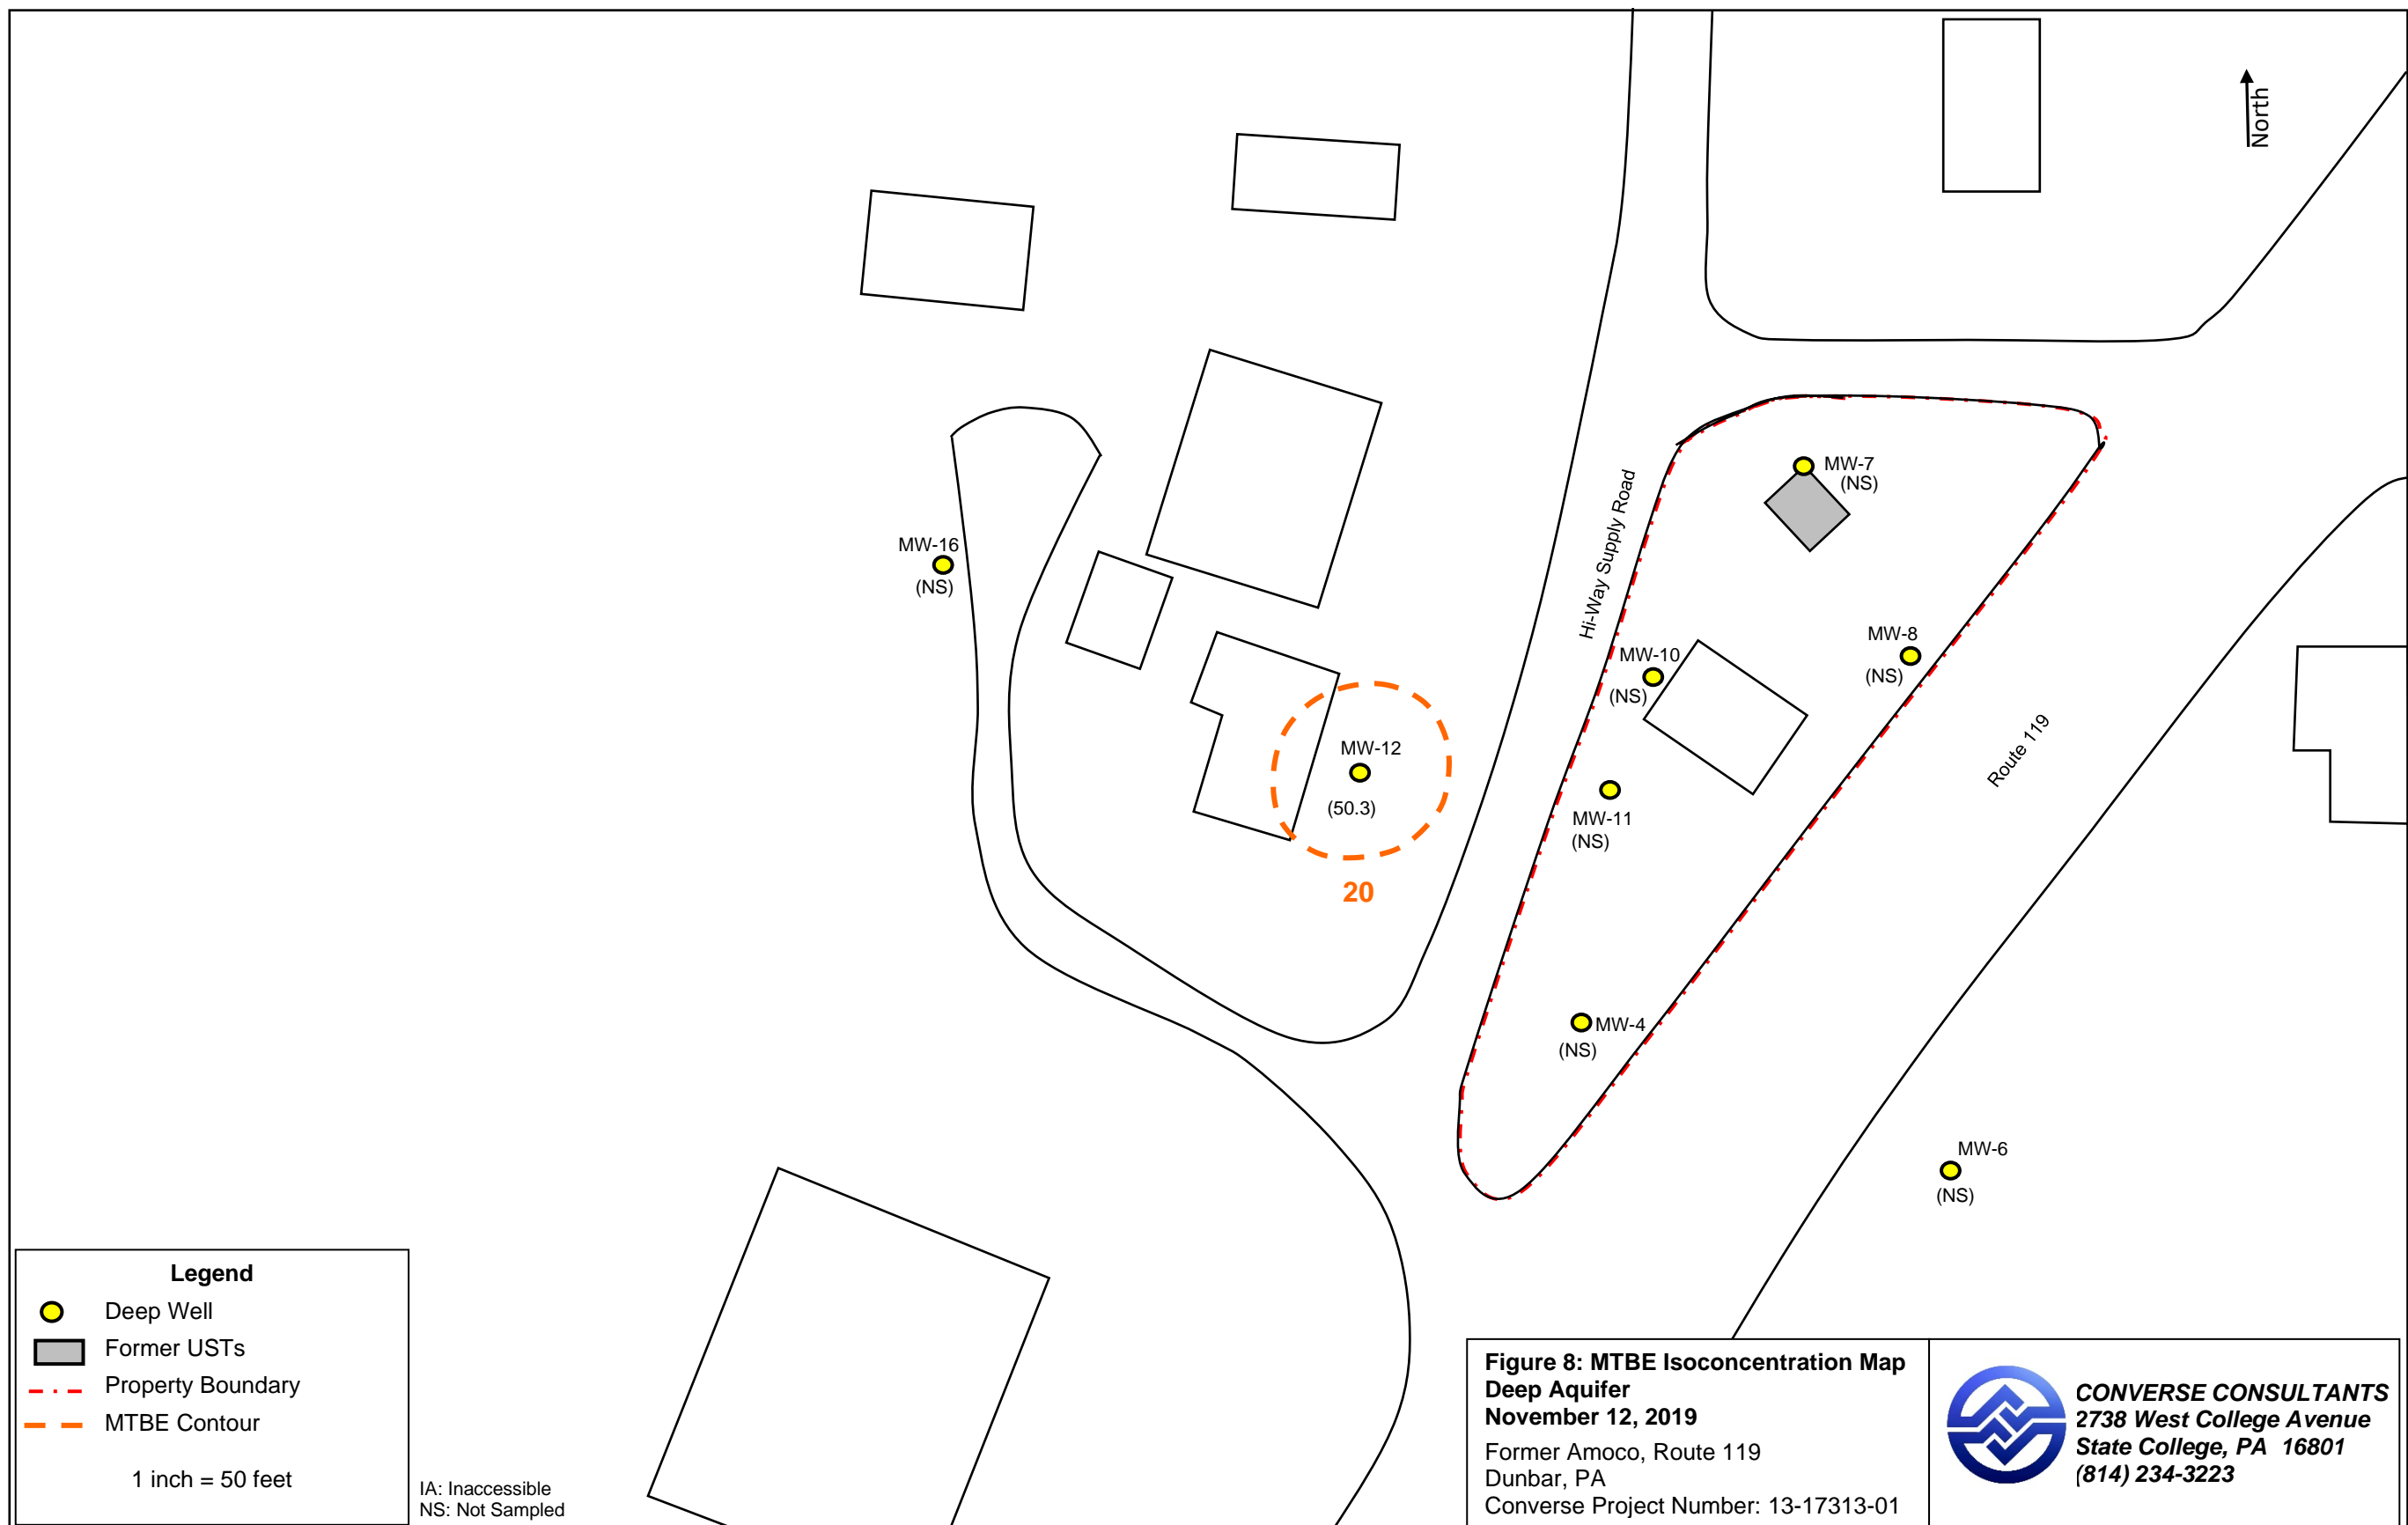 North
MW-7
(NS)
MW-16
(NS)
Hi-Way Supply Road
MW-8
(NS)
MW-10
(NS)
MW-12
(50.3)
20
Route 119
MW-11
(NS)
MW-4
(NS)
MW-6
(NS)
Legend
Deep Well
Former USTs
Property Boundary
MTBE Contour
1 inch = 50 feet
IA: Inaccessible
NS: Not Sampled
Figure 8: MTBE Isoconcentration Map
Deep Aquifer
November 12, 2019
Former Amoco, Route 119
Dunbar, PA
Converse Project Number: 13-17313-01
CONVERSE CONSULTANTS
2738 West College Avenue
State College, PA 16801
(814) 234-3223